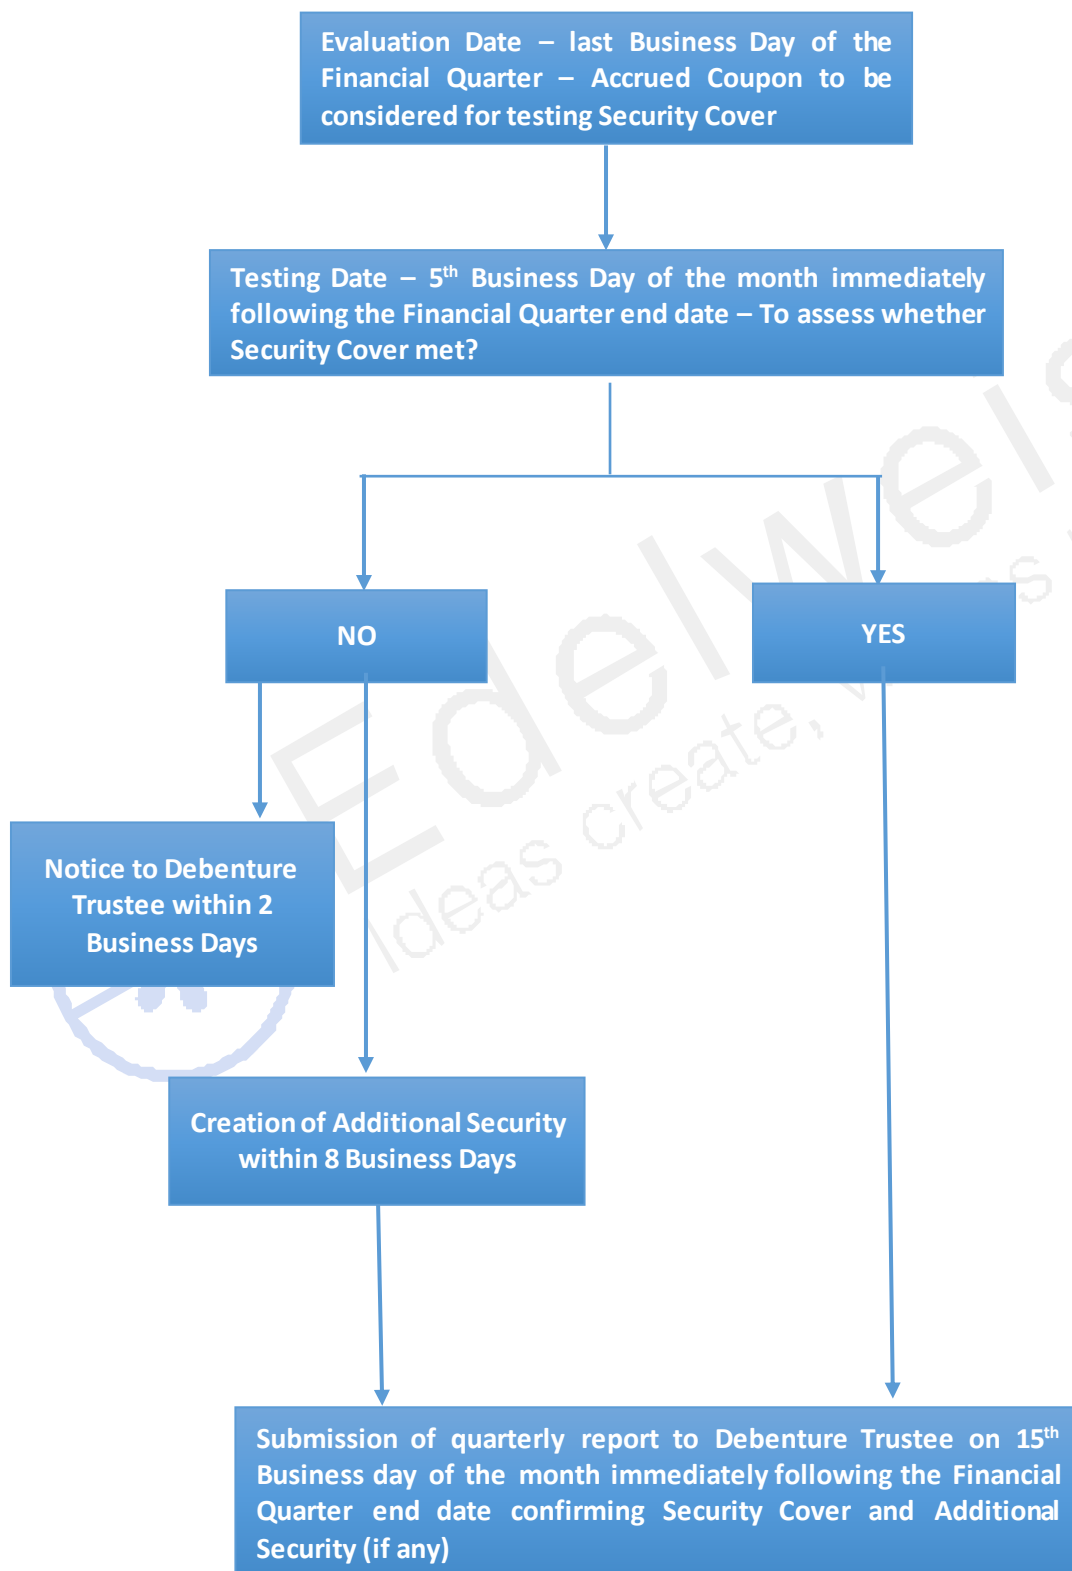 Evaluation Date – last Business Day of the
Financial Quarter – Accrued Coupon to be
considered for testing Security Cover
Testing Date – 5th Business Day of the month immediately
following the Financial Quarter end date – To assess whether
Security Cover met?
NO
YES
Notice to Debenture
Trustee within 2
Business Days
Creation of Additional Security
within 8 Business Days
Submission of quarterly report to Debenture Trustee on 15th
Business day of the month immediately following the Financial
Quarter end date confirming Security Cover and Additional
Security (if any)
Edelweis
Ideas create,